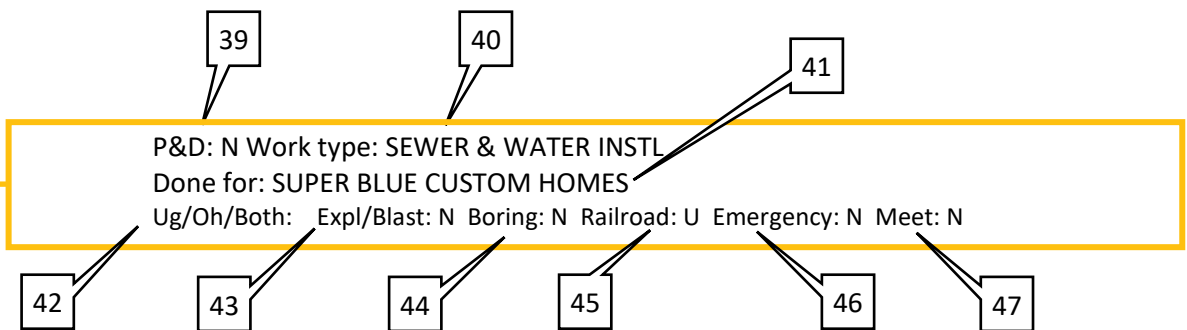 39 40
41
P&D: N Work type: SEWER & WATER INSTL
Done for: SUPER BLUE CUSTOM HOMES
Ug/Oh/Both: Expl/Blast: N Boring: N Railroad: U Emergency: N Meet: N
42 43 44 45 46 47